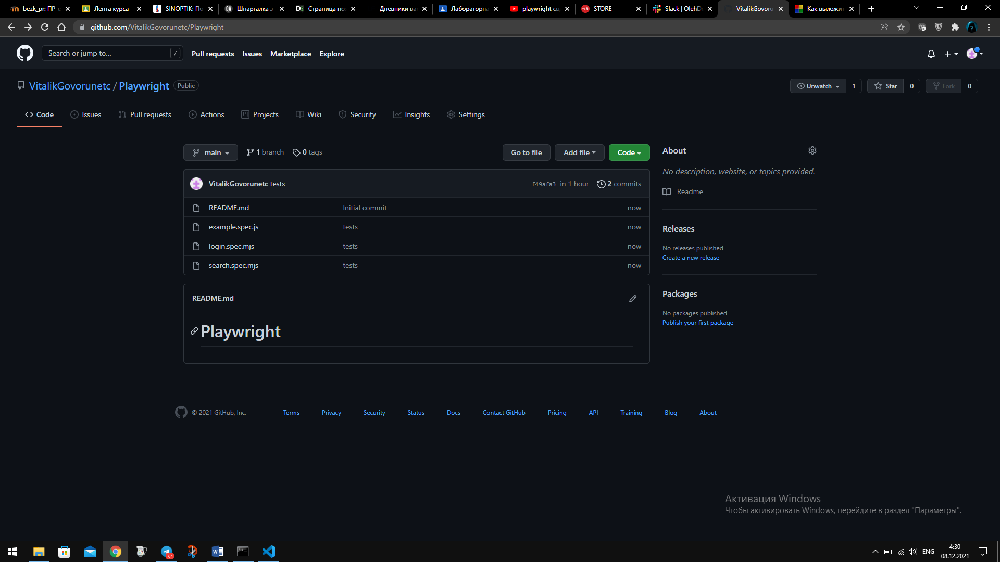 bezk_pr: ПР-е
Лента курса
SINOPTIK: По
Шпаргалка з
Страница по
Дневники ва
Лабораторна
playwright сц
STORE
Slack | OlehD
VitalikGovoru
Как выложит
github.com/VitalikGovorunetc/Playwright
Search or jump to... /
Pull requests Issues Marketplace Explore
VitalikGovorunetc / Playwright Public
Unwatch 1 Star 0 Fork 0
Code Issues Pull requests Actions Projects Wiki Security Insights Settings
main 1 branch 0 tags Go to file Add file Code
VitalikGovorunetc tests f49afa3 in 1 hour 2 commits
README.md Initial commit now
example.spec.js tests now
login.spec.mjs tests now
search.spec.mjs tests now
README.md
Playwright
About
No description, website, or topics provided.
Readme
Releases
No releases published
Create a new release
Packages
No packages published
Publish your first package
© 2021 GitHub, Inc. Terms Privacy Security Status Docs Contact GitHub Pricing API Training Blog About
Активация Windows
Чтобы активировать Windows, перейдите в раздел "Параметры".
61
ENG
4:30
08.12.2021